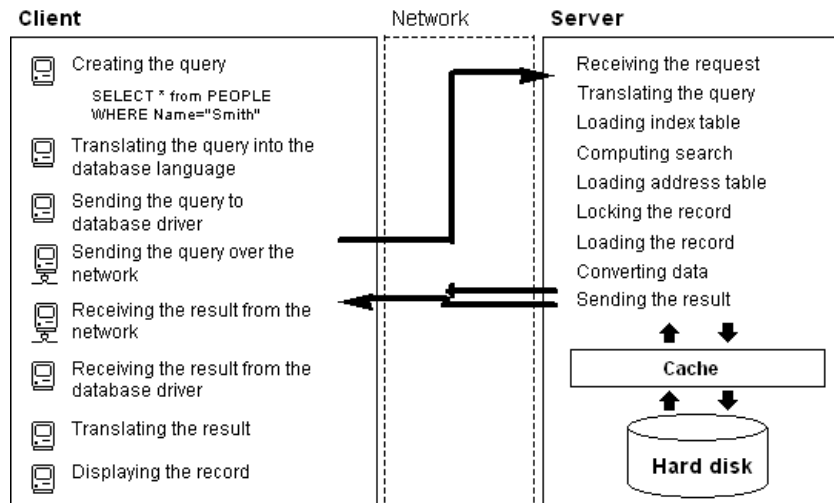 Client
Network
Server
Creating the query
SELECT * from PEOPLE
WHERE Name="Smith"
Translating the query into the
database language
Sending the query to
database driver
Sending the query over the
network
Receiving the result from the
network
Receiving the result from the
database driver
Translating the result
Displaying the record
Receiving the request
Translating the query
Loading index table
Computing search
Loading address table
Locking the record
Loading the record
Converting data
Sending the result
Cache
Hard disk